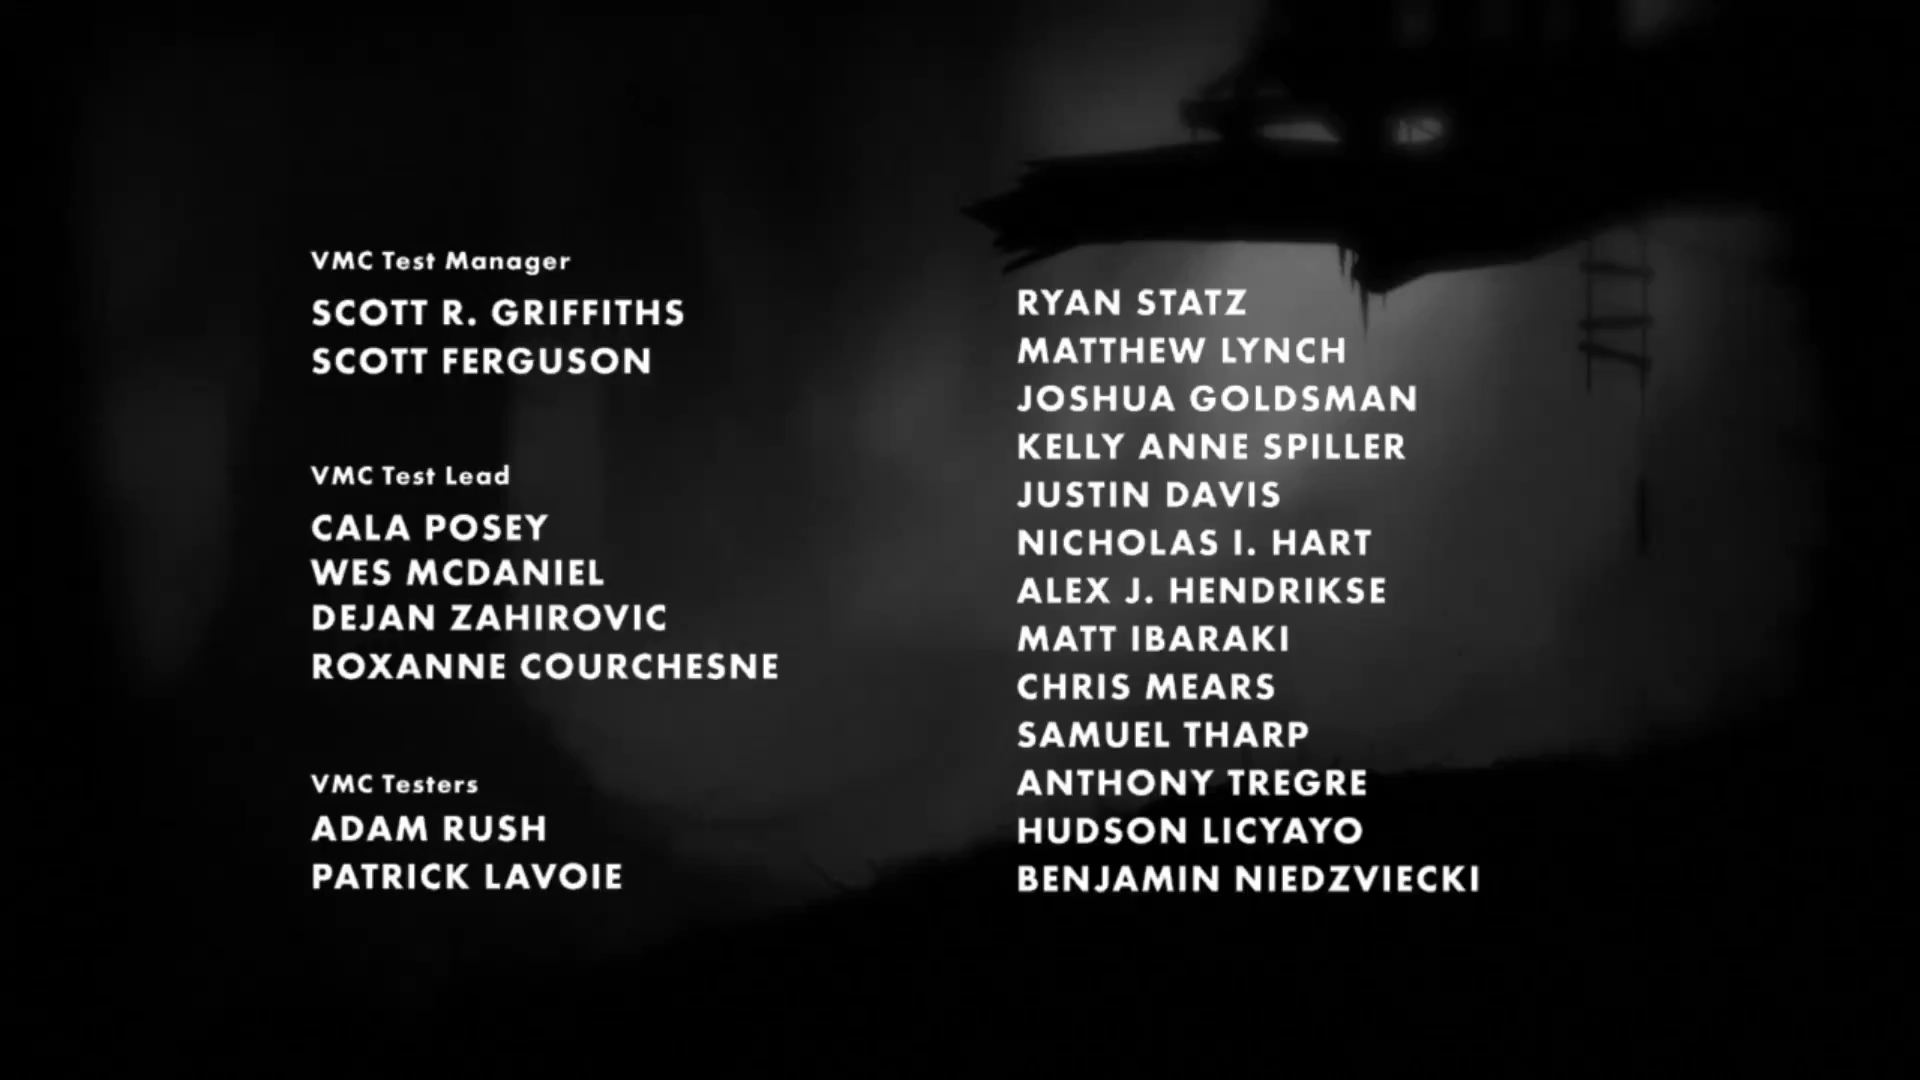 VMC Test Manager
SCOTT R. GRIFFITHS
SCOTT FERGUSON
VMC Test Lead
CALA POSEY
WES MCDANIEL
DEJAN ZAHIROVIC
ROXANNE COURCHESNE
VMC Testers
ADAM RUSH
PATRICK LAVOIE
RYAN STATZ
MATTHEW LYNCH
JOSHUA GOLDSMAN
KELLY ANNE SPILLER
JUSTIN DAVIS
NICHOLAS I. HART
ALEX J. HENDRIKSE
MATT IBARAKI
CHRIS MEARS
SAMUEL THARP
ANTHONY TREGRE
HUDSON LICYAYO
BENJAMIN NIEDZVIECKI